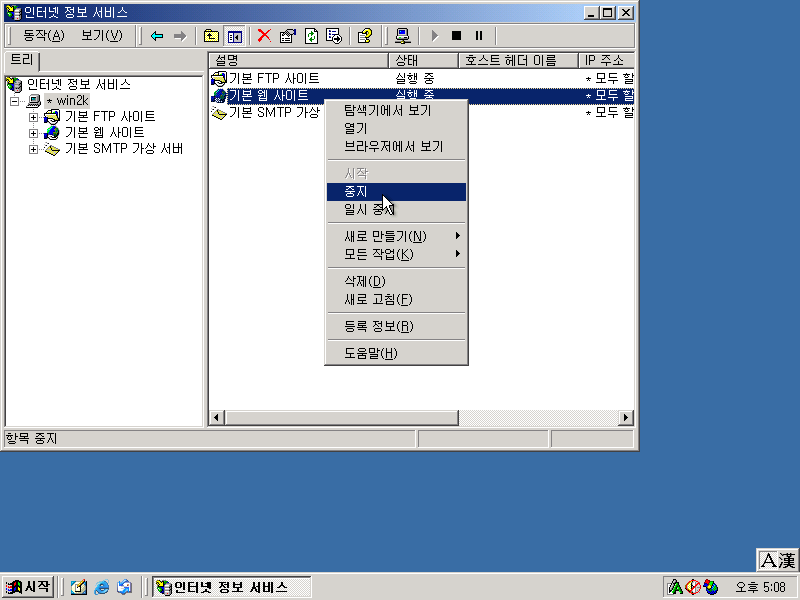 인터넷 정보 서비스
동작(A) 보기(V)
트리
인터넷 정보 서비스
* win2k
기본 FTP 사이트
기본 웹 사이트
기본 SMTP 가상 서버
설명 상태 호스트 헤더 이름 IP 주소
기본 FTP 사이트 실행 중 * 모두 할
기본 웹 사이트 실행 중 * 모두 할
기본 SMTP 가상 * 모두 할
탐색기에서 보기
열기
브라우저에서 보기
시작
중지
일시 중지
새로 만들기(N)
모든 작업(K)
삭제(D)
새로 고침(F)
등록 정보(R)
도움말(H)
항목 중지
A漢
시작 인터넷 정보 서비스 오후 5:08